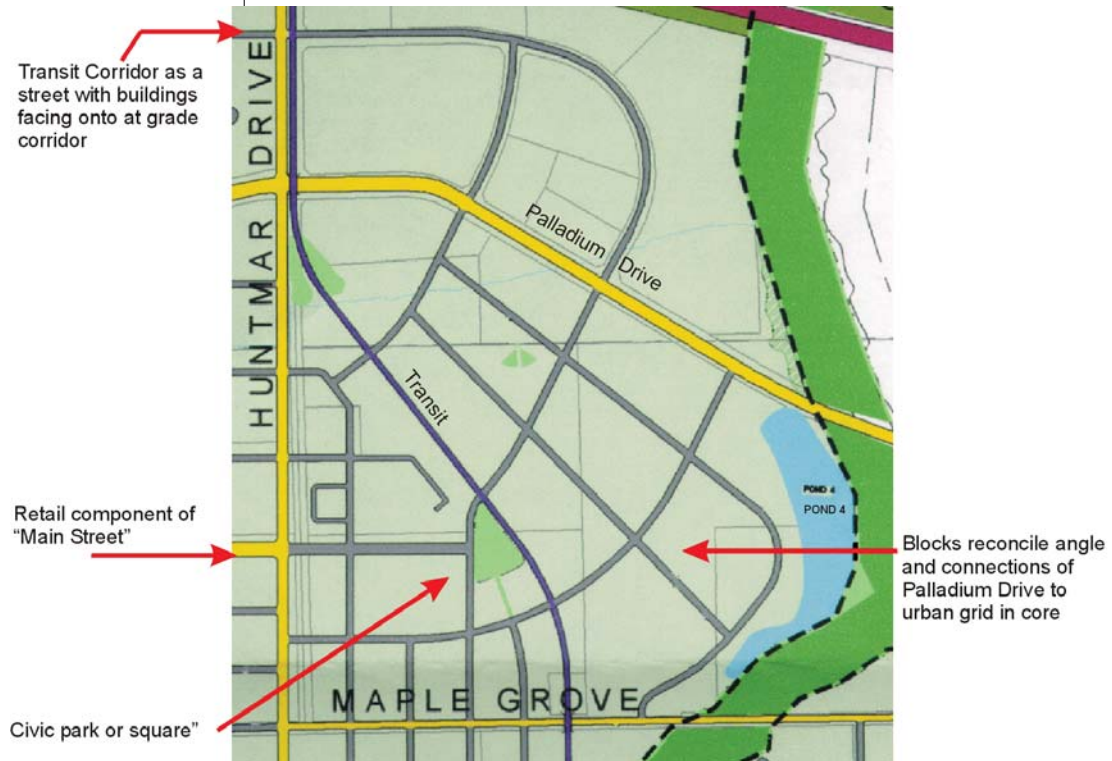 Transit Corridor as a
street with buildings
facing onto at grade
corridor
HUNTMAR DRIVE
Palladium Drive
Transit
Retail component of
“Main Street”
POND 4
POND 4
Blocks reconcile angle
and connections of
Palladium Drive to
urban grid in core
MAPLE GROVE
Civic park or square”